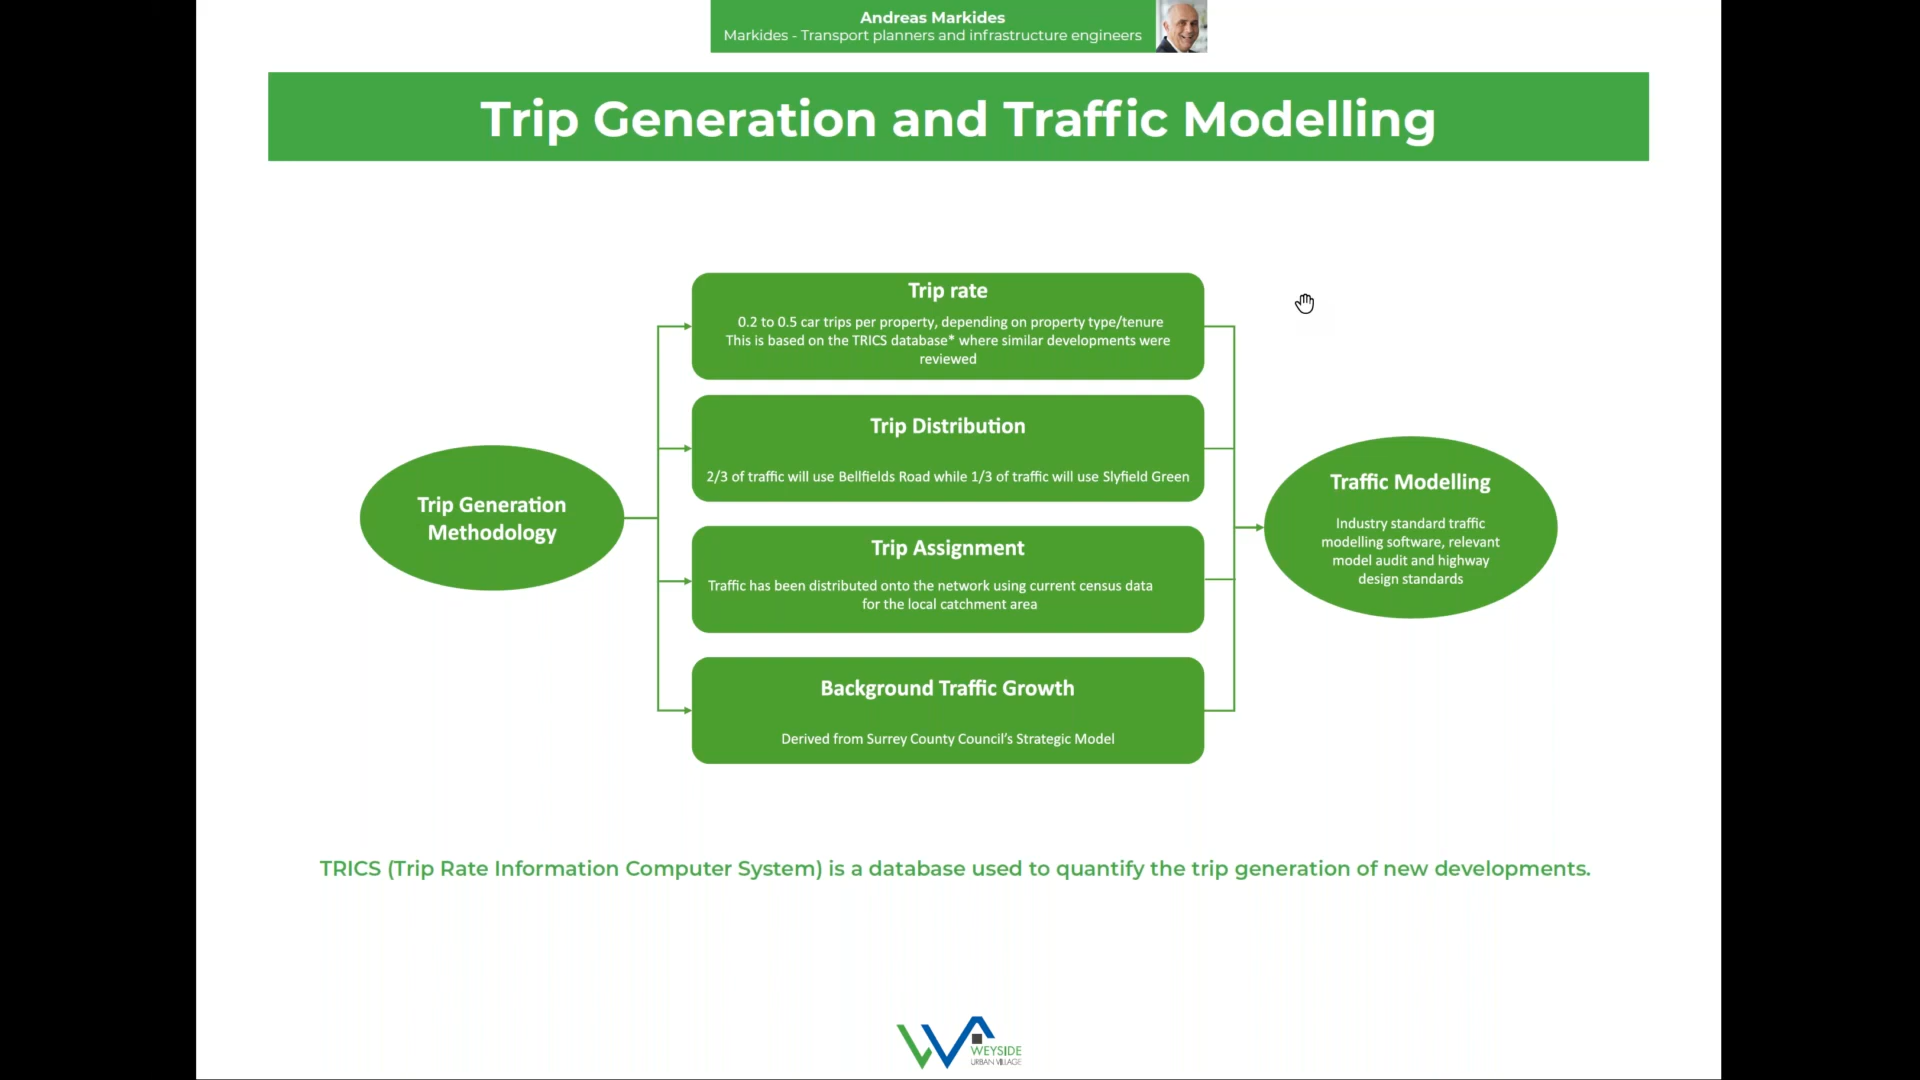 Andreas Markides
Markides - Transport planners and infrastructure engineers
Trip Generation and Traffic Modelling
Trip Generation
Methodology
Trip rate
0.2 to 0.5 car trips per property, depending on property type/tenure
This is based on the TRICS database* where similar developments were
reviewed
Trip Distribution
2/3 of traffic will use Bellfields Road while 1/3 of traffic will use Slyfield Green
Trip Assignment
Traffic has been distributed onto the network using current census data
for the local catchment area
Background Traffic Growth
Derived from Surrey County Council’s Strategic Model
Traffic Modelling
Industry standard traffic
modelling software, relevant
model audit and highway
design standards
TRICS (Trip Rate Information Computer System) is a database used to quantify the trip generation of new developments.
WEYSIDE
URBAN VILLAGE